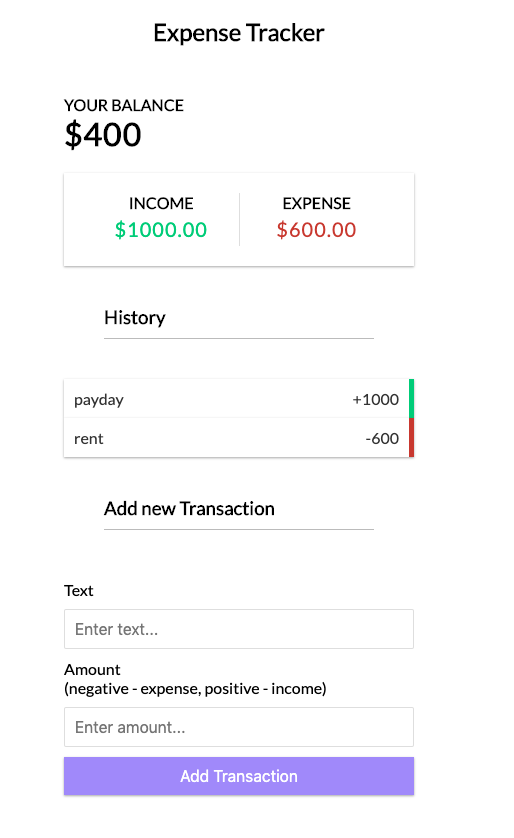 Expense Tracker
YOUR BALANCE
$400
INCOME EXPENSE
$1000.00 $600.00
History
payday +1000
rent -600
Add new Transaction
Text
Enter text...
Amount
(negative - expense, positive - income)
Enter amount...
Add Transaction